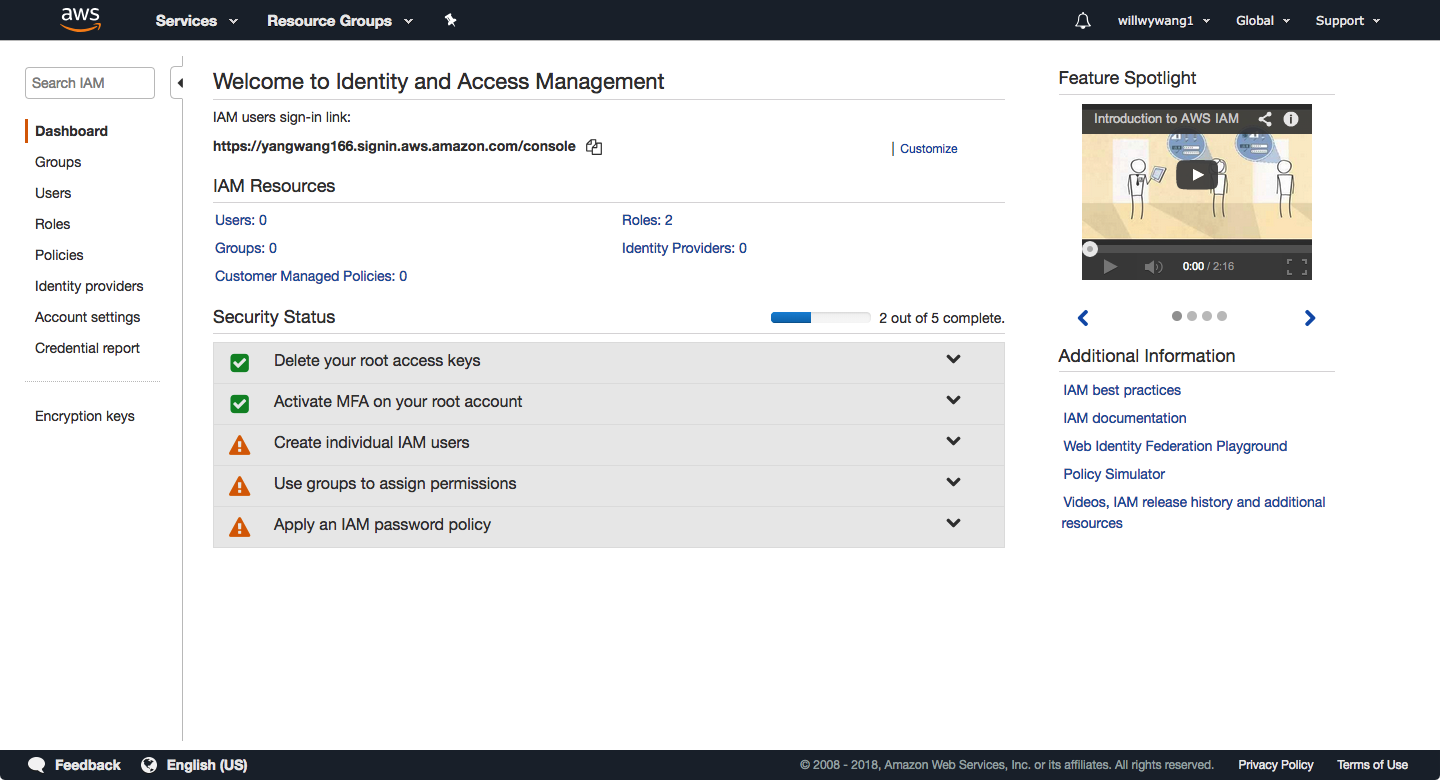 aws Services Resource Groups willwywang1 Global Support
Search IAM
Dashboard
Groups
Users
Roles
Policies
Identity providers
Account settings
Credential report
Encryption keys
Welcome to Identity and Access Management
IAM users sign-in link:
https://yangwang166.signin.aws.amazon.com/console Customize
IAM Resources
Users: 0 Roles: 2
Groups: 0 Identity Providers: 0
Customer Managed Policies: 0
Security Status 2 out of 5 complete.
Delete your root access keys
Activate MFA on your root account
Create individual IAM users
Use groups to assign permissions
Apply an IAM password policy
Feature Spotlight
Introduction to AWS IAM
0:00 / 2:16
Additional Information
IAM best practices
IAM documentation
Web Identity Federation Playground
Policy Simulator
Videos, IAM release history and additional
resources
Feedback English (US) © 2008 - 2018, Amazon Web Services, Inc. or its affiliates. All rights reserved. Privacy Policy Terms of Use